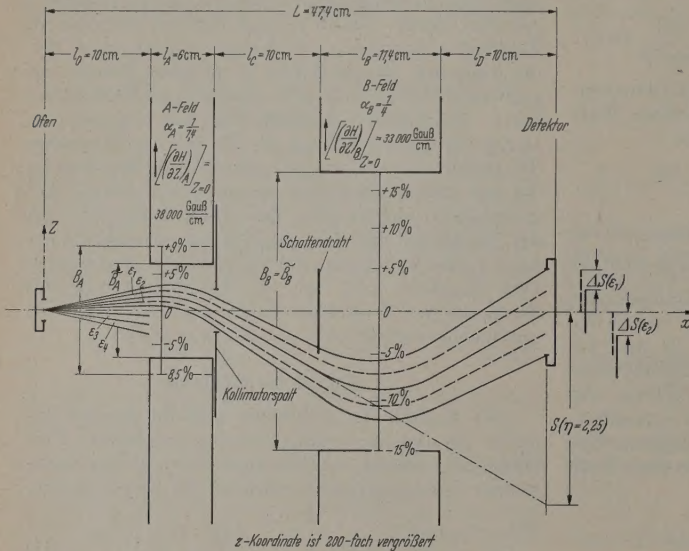 L = 47,4 cm
l_O = 10 cm
l_A = 6 cm
l_C = 10 cm
l_B = 11,4 cm
l_D = 10 cm
Ofen
A-Feld
α_A = 1/1,4
[(∂H/∂Z)_A]_{Z=0} =
38 000 Gauß/cm
B-Feld
α_B = 1/4
[(∂H/∂Z)_B]_{Z=0} = 33 000 Gauß/cm
Detektor
Z
+9%
+5%
0
-5%
8,5%
B_A
B̃_A
ε_1
ε_2
ε_3
ε_4
Kollimatorspalt
Schattendraht
B_B = B̃_B
+15%
+10%
+5%
0
-5%
-10%
-15%
ΔS(ε_1)
ΔS(ε_2)
x
S(η = 2,25)
z-Koordinate ist 200-fach vergrößert